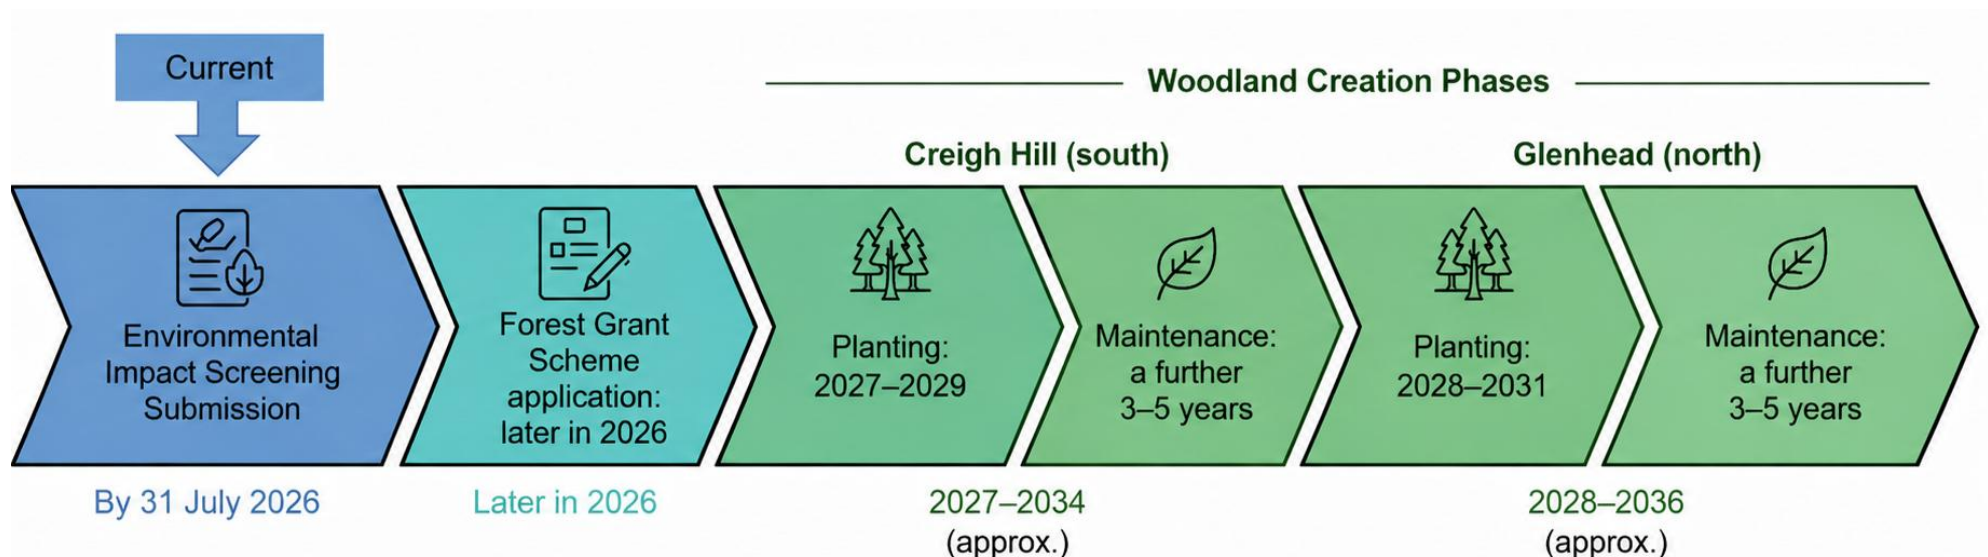 Current
Woodland Creation Phases
Creigh Hill (south)
Glenhead (north)
Environmental
Impact Screening
Submission
Forest Grant
Scheme
application:
later in 2026
Planting:
2027–2029
Maintenance:
a further
3–5 years
Planting:
2028–2031
Maintenance:
a further
3–5 years
By 31 July 2026
Later in 2026
2027–2034
(approx.)
2028–2036
(approx.)